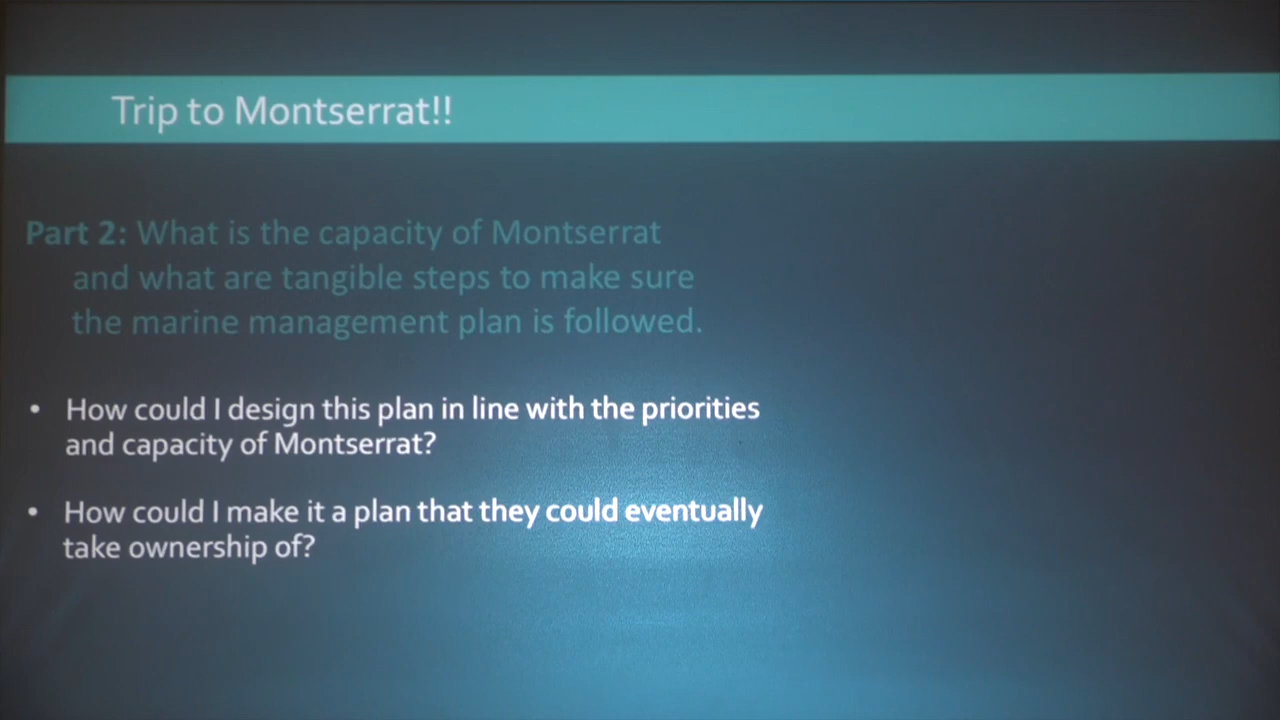 Trip to Montserrat!!
Part 2: What is the capacity of Montserrat
and what are tangible steps to make sure
the marine management plan is followed.
• How could I design this plan in line with the priorities
and capacity of Montserrat?
• How could I make it a plan that they could eventually
take ownership of?